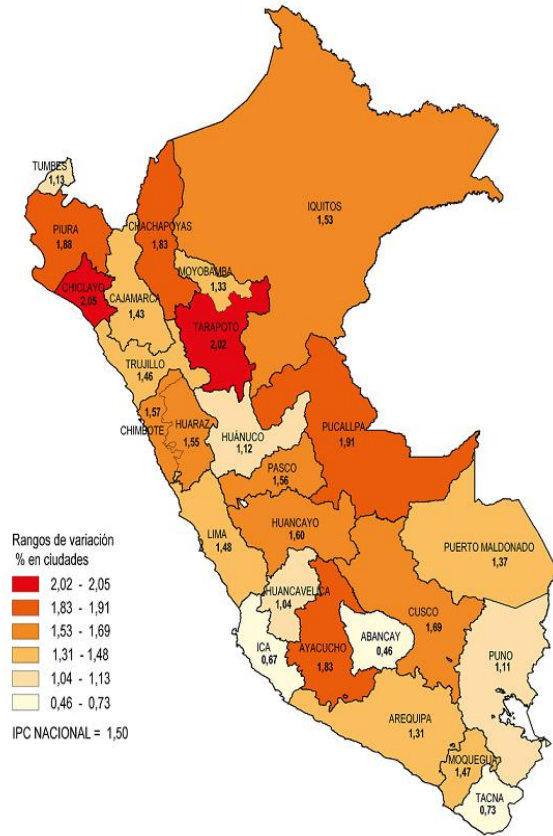 TUMBES
1,13
PIURA
1,88
CHACHAPOYAS
1,83
IQUITOS
1,53
MOYOBAMBA
1,33
CHICLAYO
2,05
CAJAMARCA
1,43
TARAPOTO
2,02
TRUJILLO
1,46
1,57
CHIMBOTE
HUARAZ
1,55
HUÁNUCO
1,12
PUCALLPA
1,91
PASCO
1,56
HUANCAYO
1,60
LIMA
1,48
PUERTO MALDONADO
1,37
HUANCAVELICA
1,04
CUSCO
1,69
ICA
0,67
AYACUCHO
1,83
ABANCAY
0,46
PUNO
1,11
AREQUIPA
1,31
MOQUEGUA
1,47
TACNA
0,73
Rangos de variación
% en ciudades
2,02 - 2,05
1,83 - 1,91
1,53 - 1,69
1,31 - 1,48
1,04 - 1,13
0,46 - 0,73
IPC NACIONAL = 1,50